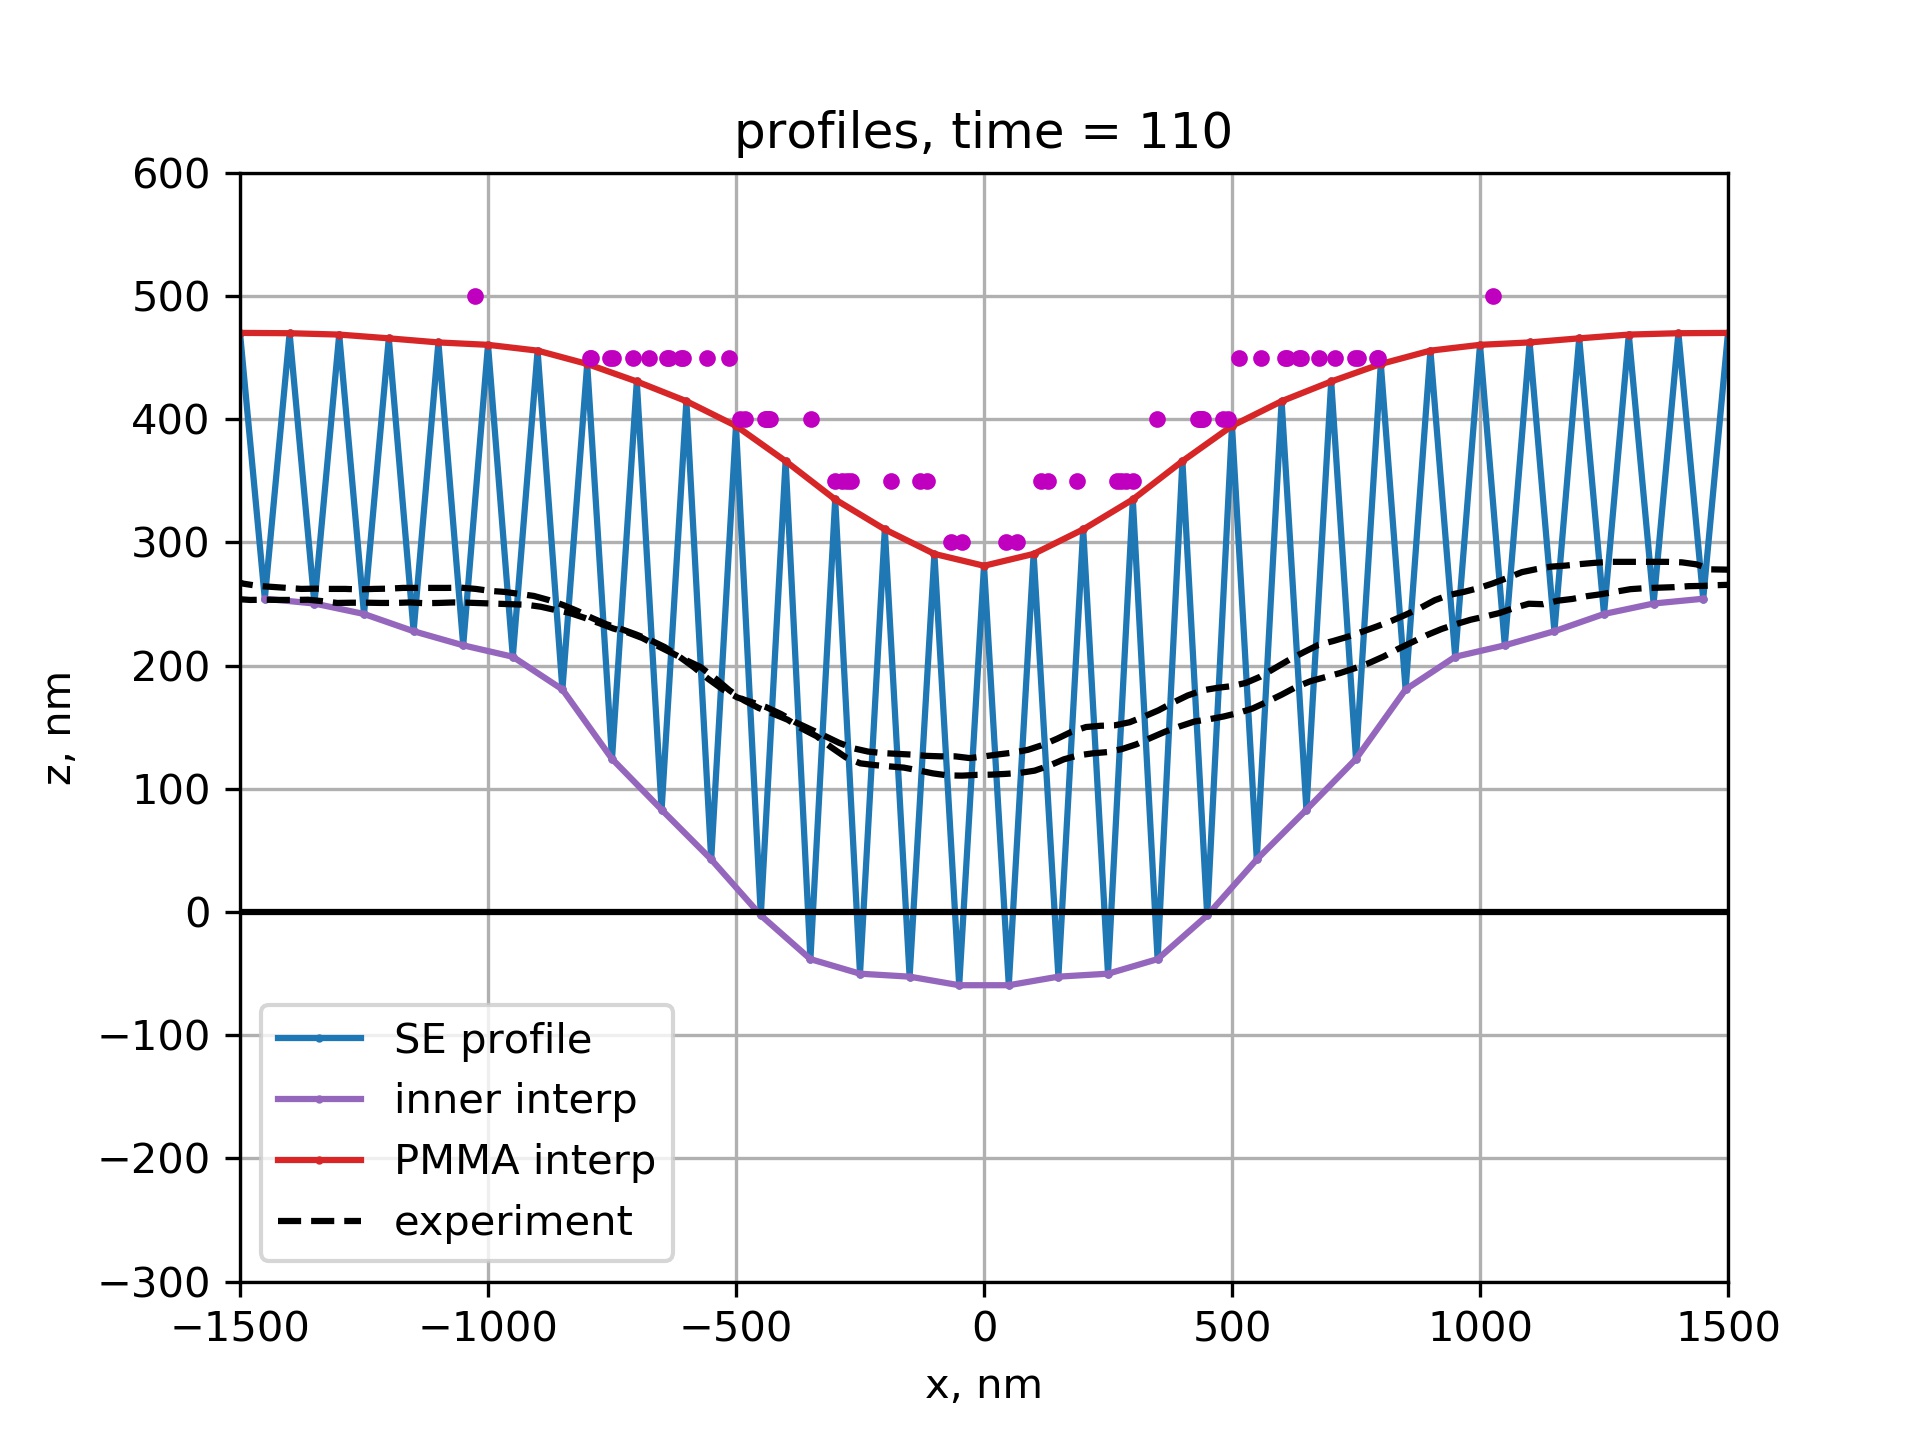 profiles, time = 110
600
500
400
300
200
100
0
−100
−200
−300
z, nm
SE profile
inner interp
PMMA interp
experiment
−1500 −1000 −500 0 500 1000 1500
x, nm